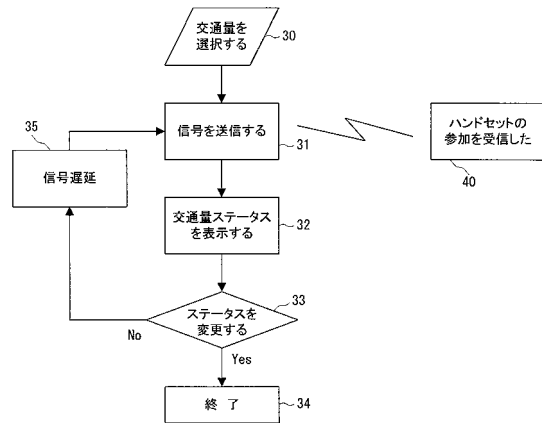 交通量を
選択する
30
35
信号を送信する
31
ハンドセットの
参加を受信した
40
信号遅延
交通量ステータス
を表示する
32
ステータスを
変更する
33
No
Yes
終 了
34